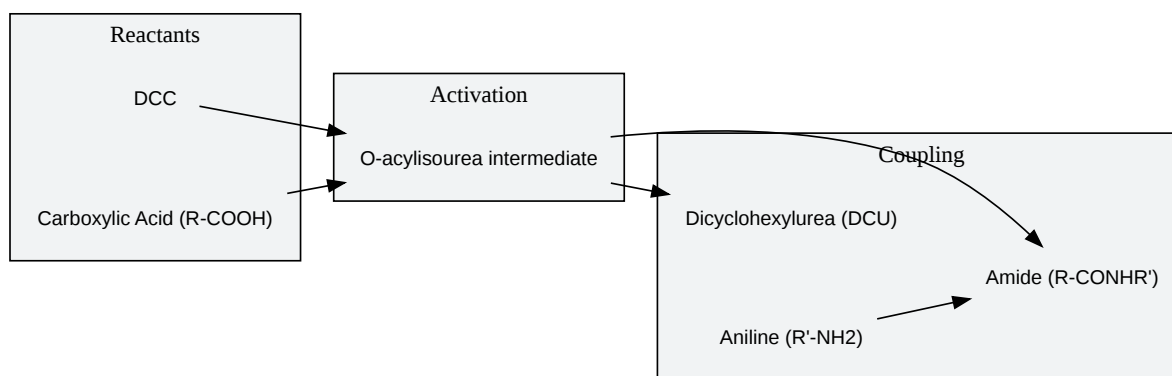 Reactants
DCC
Carboxylic Acid (R-COOH)
Activation
O-acylisourea intermediate
Coupling
Dicyclohexylurea (DCU)
Amide (R-CONHR')
Aniline (R'-NH2)